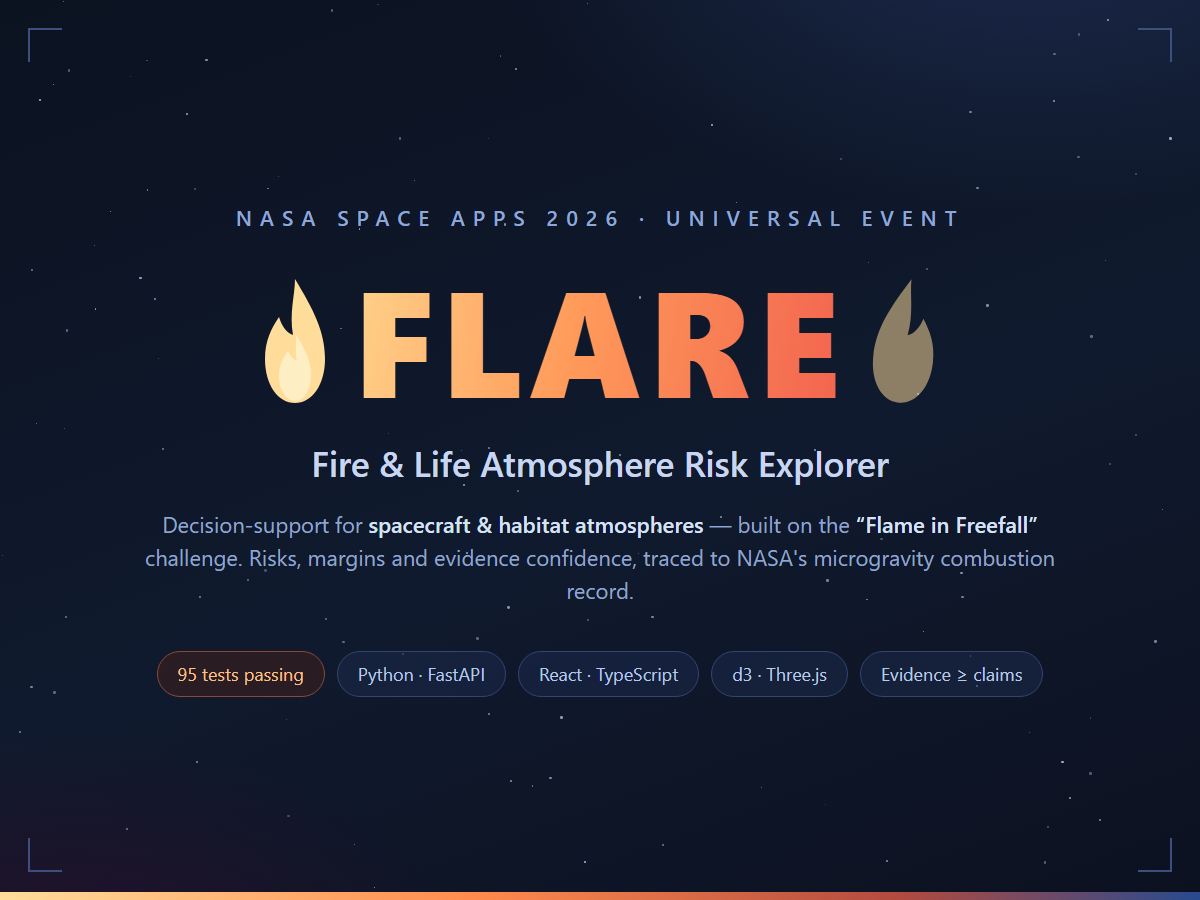 NASA SPACE APPS 2026 · UNIVERSAL EVENT
FLARE
Fire & Life Atmosphere Risk Explorer
Decision-support for spacecraft & habitat atmospheres — built on the “Flame in Freefall”
challenge. Risks, margins and evidence confidence, traced to NASA's microgravity combustion
record.
95 tests passing
Python · FastAPI
React · TypeScript
d3 · Three.js
Evidence ≥ claims